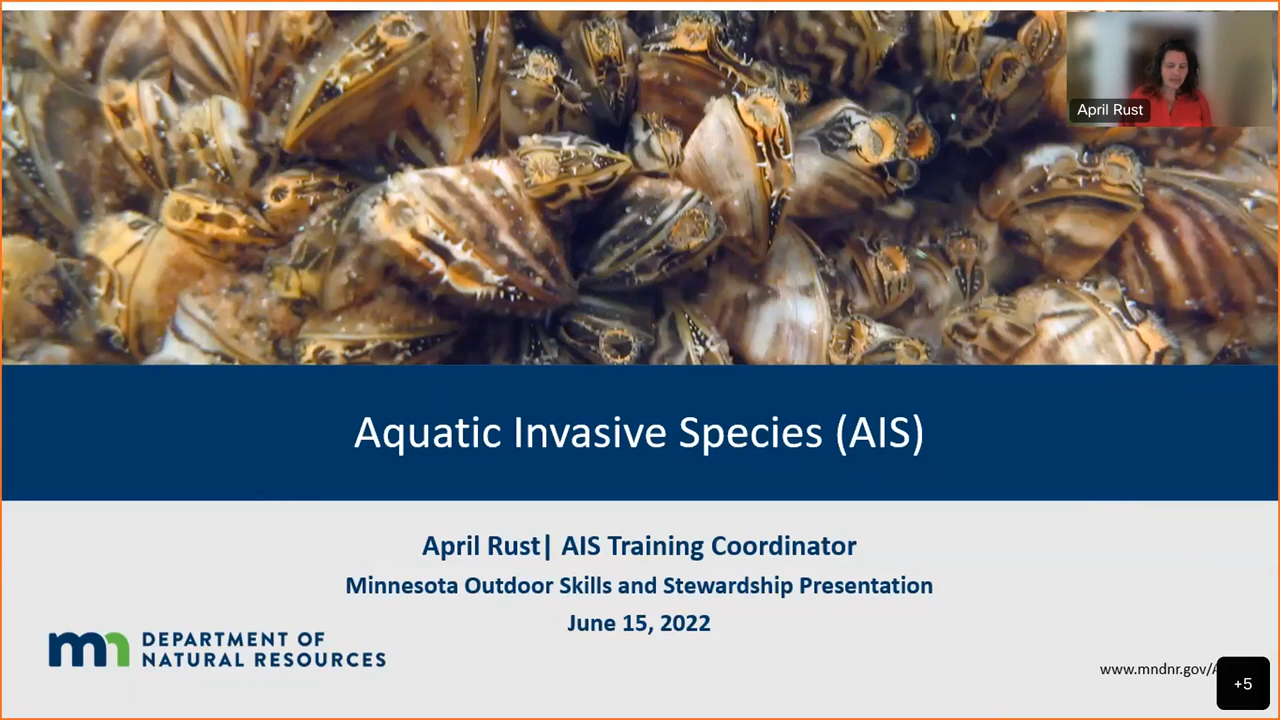 April Rust
Aquatic Invasive Species (AIS)
April Rust| AIS Training Coordinator
Minnesota Outdoor Skills and Stewardship Presentation
June 15, 2022
mn DEPARTMENT OF
NATURAL RESOURCES
www.mndnr.gov/
+5